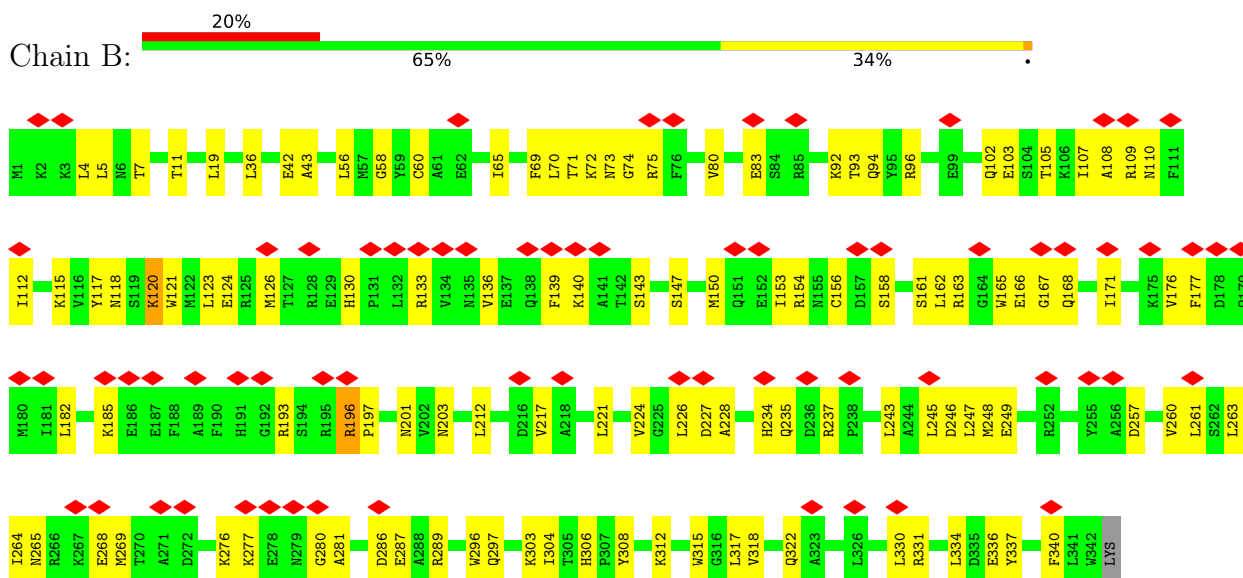 20%
Chain B:
65% 34% •
M1 K2 K3 L4 L5 N6 T7 T11 L19 L36 E42 A43 L56 M57 G58 Y59 C60 A61 E62 I65 F69 L70 T71 K72 N73 G74 R75 F76 V80 E83 S84 R85 K92 T93 Q94 Y95 R96 E99 Q102 E103 S104 T105 K106 I107 A108 R109 N110 F111
I112 K115 V116 Y117 N118 S119 K120 W121 M122 L123 E124 R125 M126 T127 R128 E129 H130 P131 L132 R133 V134 N135 V136 E137 Q138 F139 K140 A141 T142 S143 S147 M150 Q151 E152 I153 R154 N155 C156 D157 S158 S161 L162 R163 G164 W165 E166 G167 Q168 I171 K175 V176 F177 D178
M180 I181 L182 K185 E186 E187 F188 A189 F190 H191 G192 R193 S194 R195 R196 P197 N201 V202 N203 L212 D216 V217 A218 L221 V224 G225 L226 D227 A228 H234 Q235 D236 R237 P238 L243 A244 L245 D246 L247 M248 E249 R252 Y255 A256 D257 V260 L261 S262 L263
I264 N265 R266 K267 E268 M269 T270 A271 D272 K276 K277 E278 N279 G280 A281 D286 E287 A288 R289 W296 Q297 K303 I304 T305 H306 P307 Y308 K312 W315 G316 L317 V318 Q322 A323 L326 L330 R331 L334 D335 E336 Y337 F340 L341 W342 LYS